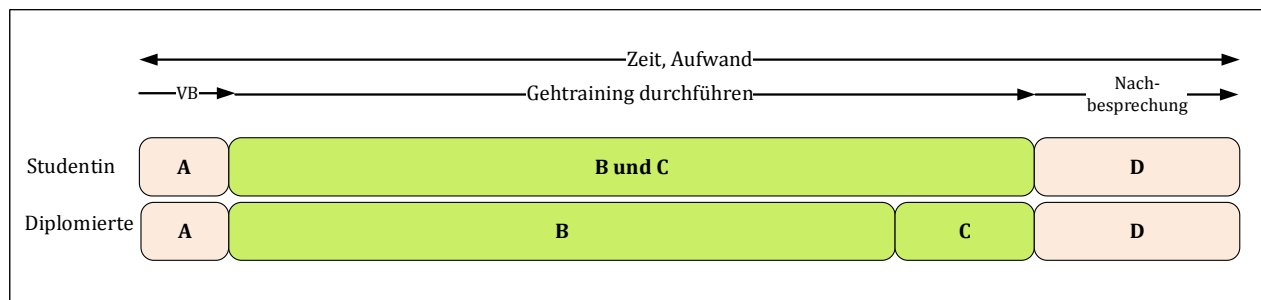 Zeit, Aufwand
VB
Gehtraining durchführen
Nach-
besprechung
Studentin
A
B und C
D
Diplomierte
A
B
C
D